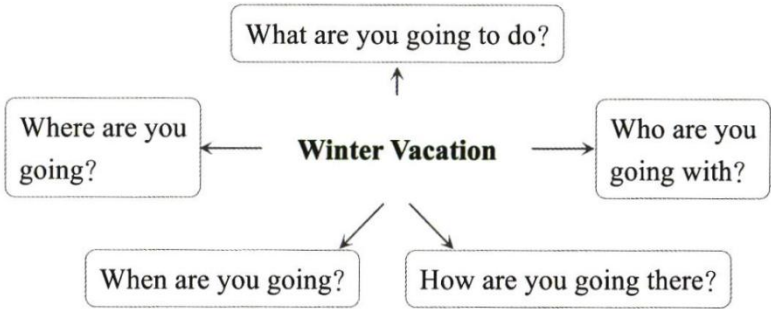 What are you going to do?
Where are you
going?
Winter Vacation
Who are you
going with?
When are you going?
How are you going there?